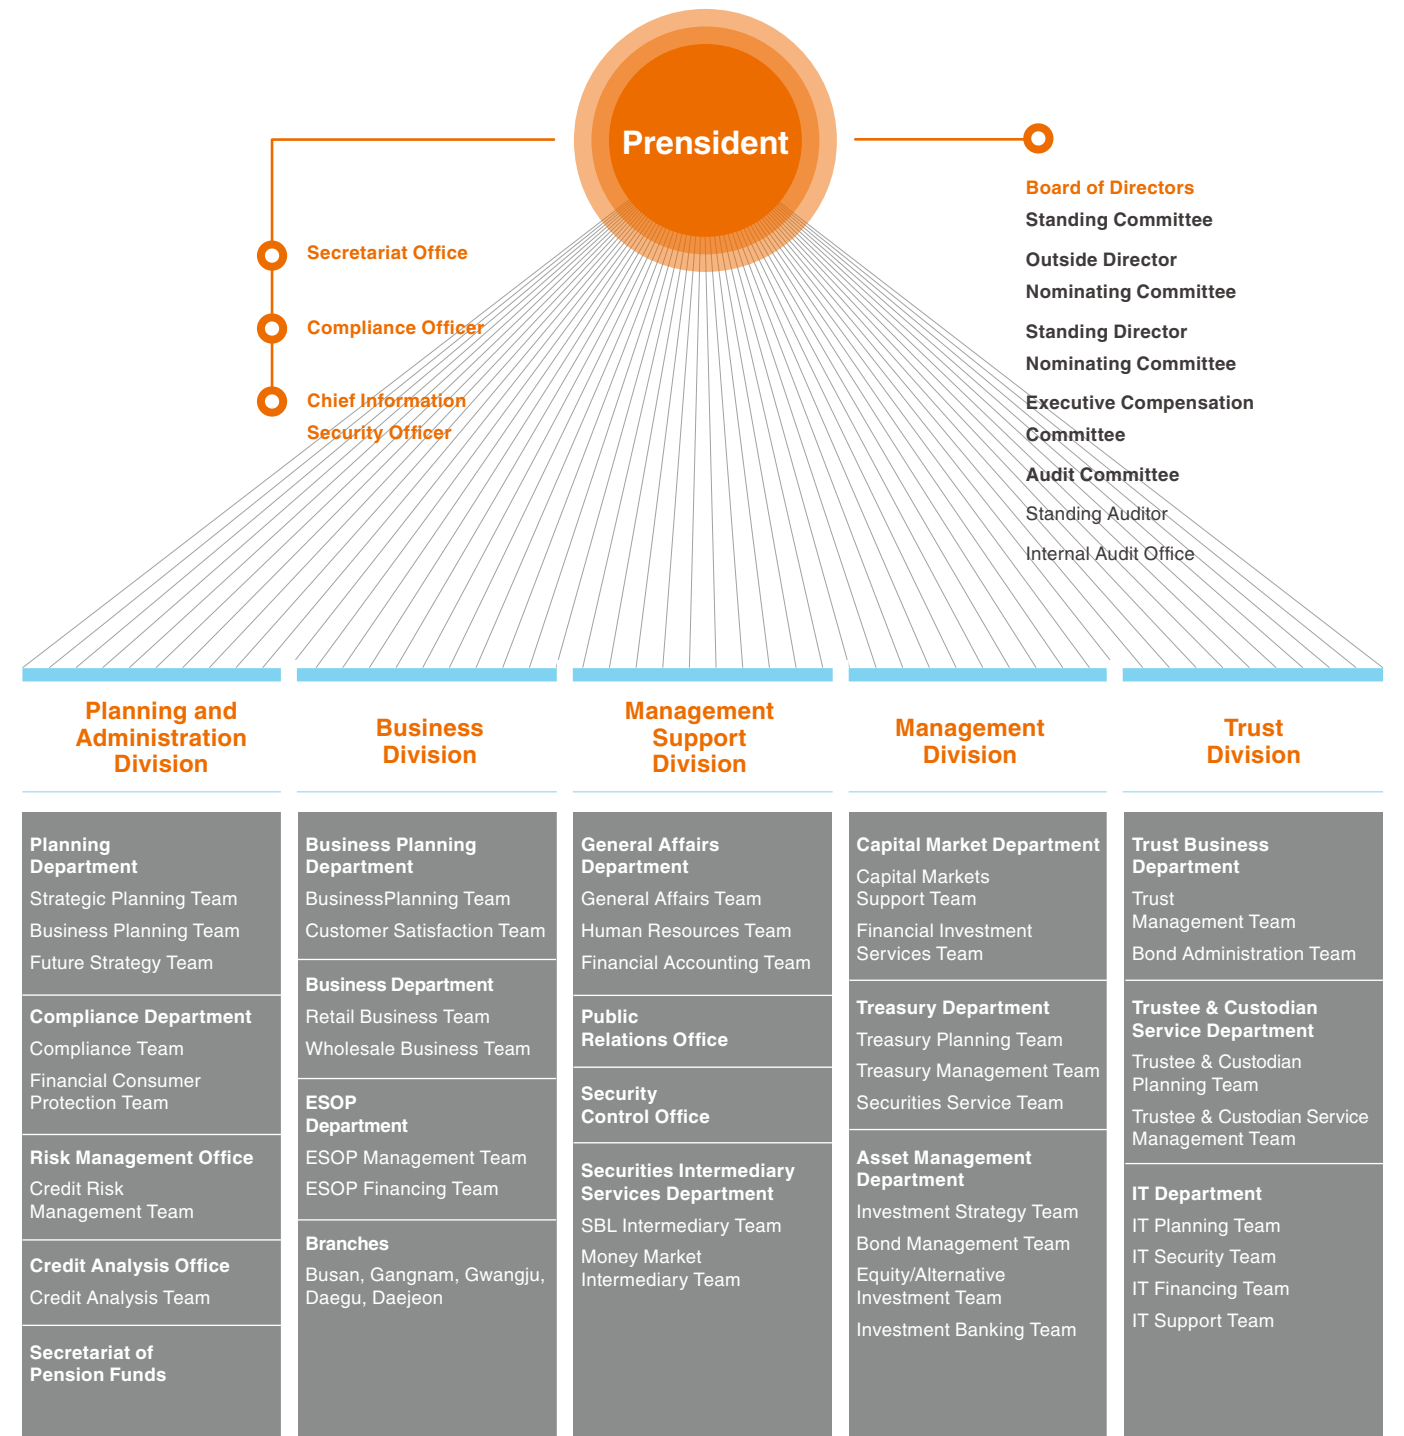 Prensident
Secretariat Office
Compliance Officer
Chief Information
Security Officer
Board of Directors
Standing Committee
Outside Director
Nominating Committee
Standing Director
Nominating Committee
Executive Compensation
Committee
Audit Committee
Standing Auditor
Internal Audit Office
Planning and
Administration
Division
Planning
Department
Strategic Planning Team
Business Planning Team
Future Strategy Team
Compliance Department
Compliance Team
Financial Consumer
Protection Team
Risk Management Office
Credit Risk
Management Team
Credit Analysis Office
Credit Analysis Team
Secretariat of
Pension Funds
Business
Division
Business Planning
Department
BusinessPlanning Team
Customer Satisfaction Team
Business Department
Retail Business Team
Wholesale Business Team
ESOP
Department
ESOP Management Team
ESOP Financing Team
Branches
Busan, Gangnam, Gwangju,
Daegu, Daejeon
Management
Support
Division
General Affairs
Department
General Affairs Team
Human Resources Team
Financial Accounting Team
Public
Relations Office
Security
Control Office
Securities Intermediary
Services Department
SBL Intermediary Team
Money Market
Intermediary Team
Management
Division
Capital Market Department
Capital Markets
Support Team
Financial Investment
Services Team
Treasury Department
Treasury Planning Team
Treasury Management Team
Securities Service Team
Asset Management
Department
Investment Strategy Team
Bond Management Team
Equity/Alternative
Investment Team
Investment Banking Team
Trust
Division
Trust Business
Department
Trust
Management Team
Bond Administration Team
Trustee & Custodian
Service Department
Trustee & Custodian
Planning Team
Trustee & Custodian Service
Management Team
IT Department
IT Planning Team
IT Security Team
IT Financing Team
IT Support Team